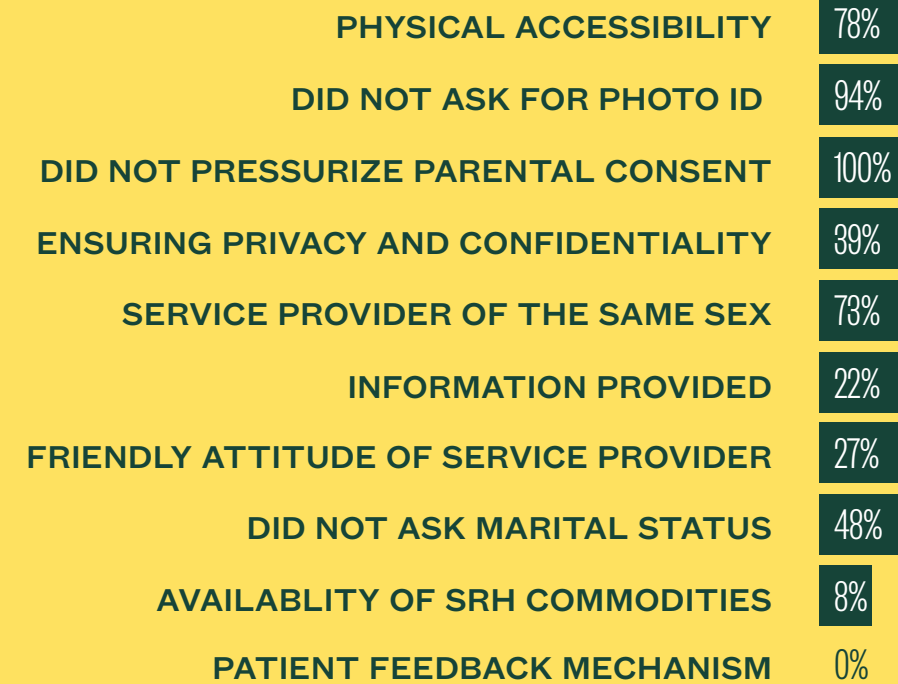 PHYSICAL ACCESSIBILITY 78%
DID NOT ASK FOR PHOTO ID 94%
DID NOT PRESSURIZE PARENTAL CONSENT 100%
ENSURING PRIVACY AND CONFIDENTIALITY 39%
SERVICE PROVIDER OF THE SAME SEX 73%
INFORMATION PROVIDED 22%
FRIENDLY ATTITUDE OF SERVICE PROVIDER 27%
DID NOT ASK MARITAL STATUS 48%
AVAILABLITY OF SRH COMMODITIES 8%
PATIENT FEEDBACK MECHANISM 0%